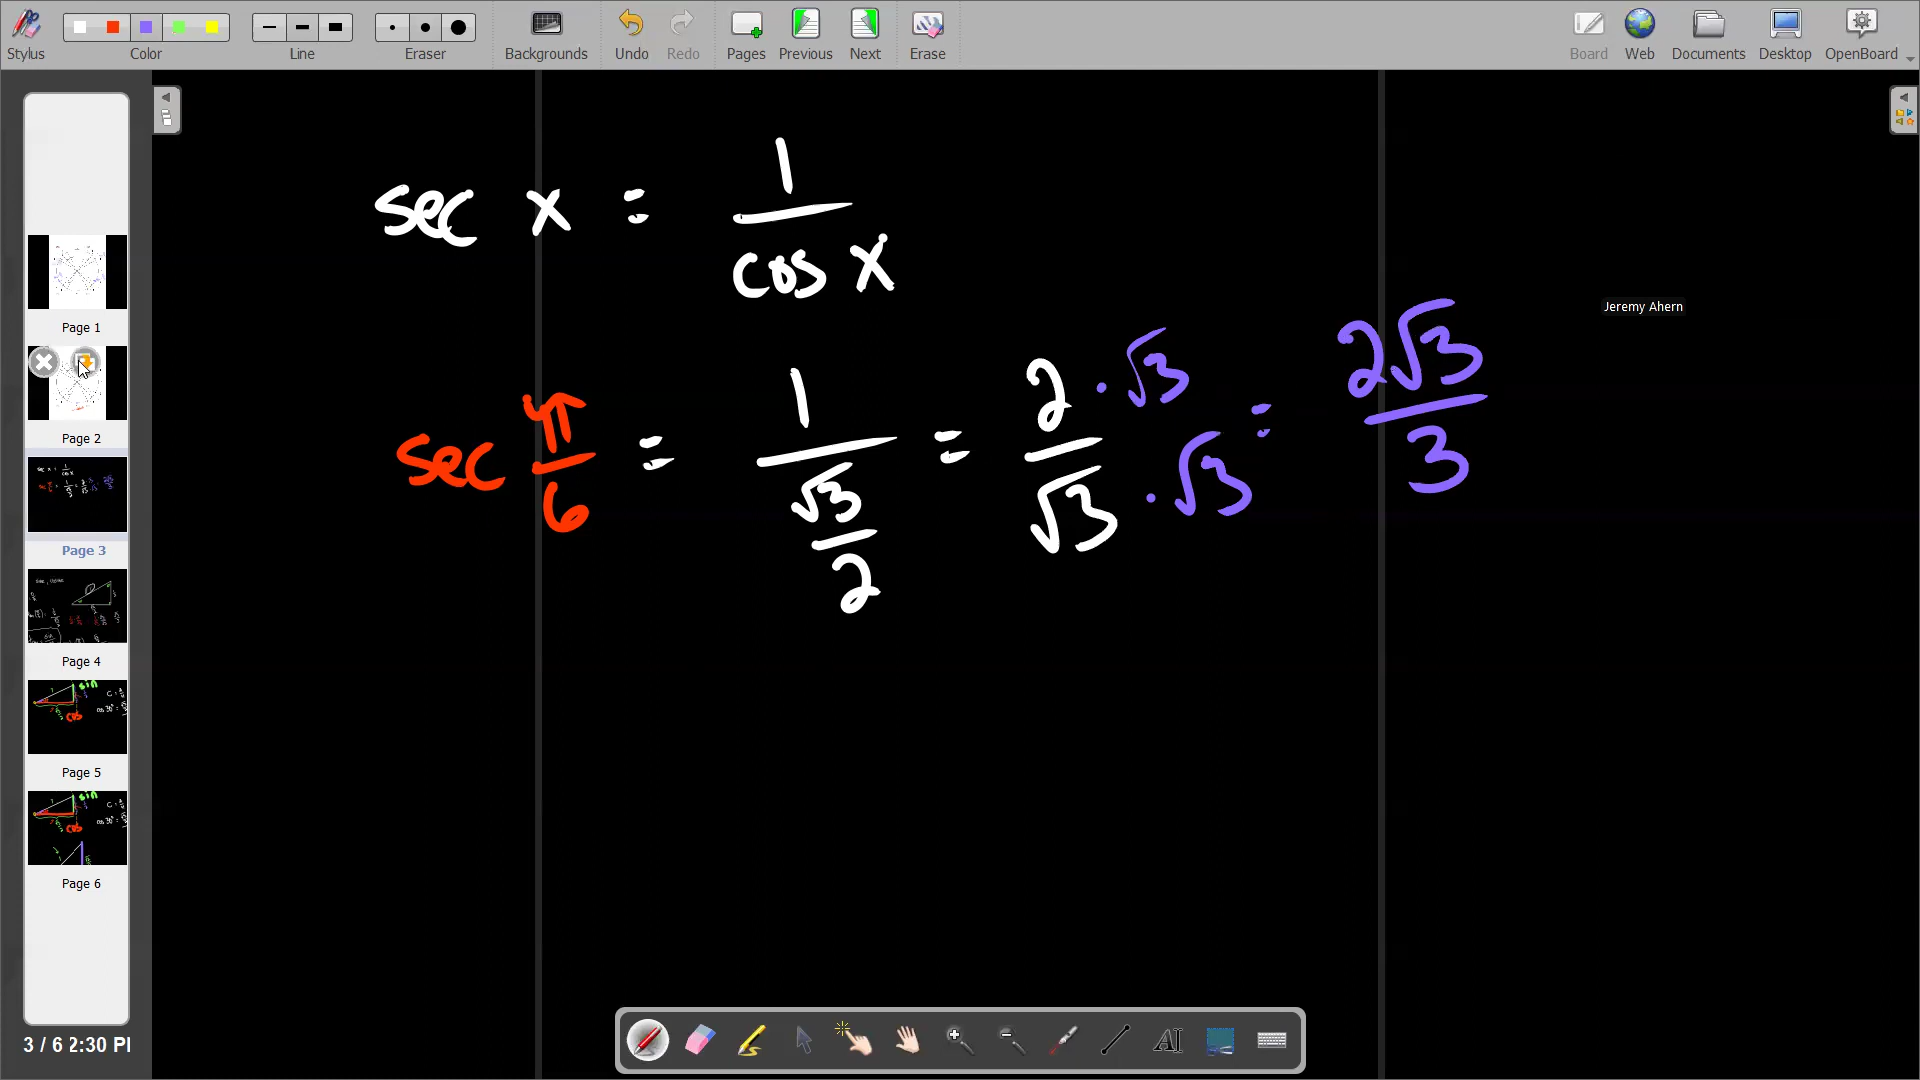 Stylus Color Line Eraser Backgrounds Undo Redo Pages Previous Next Erase Board Web Documents Desktop OpenBoard
sec x = 1/cos x
Jeremy Ahern
sec π/6 = 1/(√3/2) = 2·√3/√3·√3 = 2√3/3
Page 1
Page 2
Page 3
Page 4
Page 5
Page 6
3 / 6 2:30 P